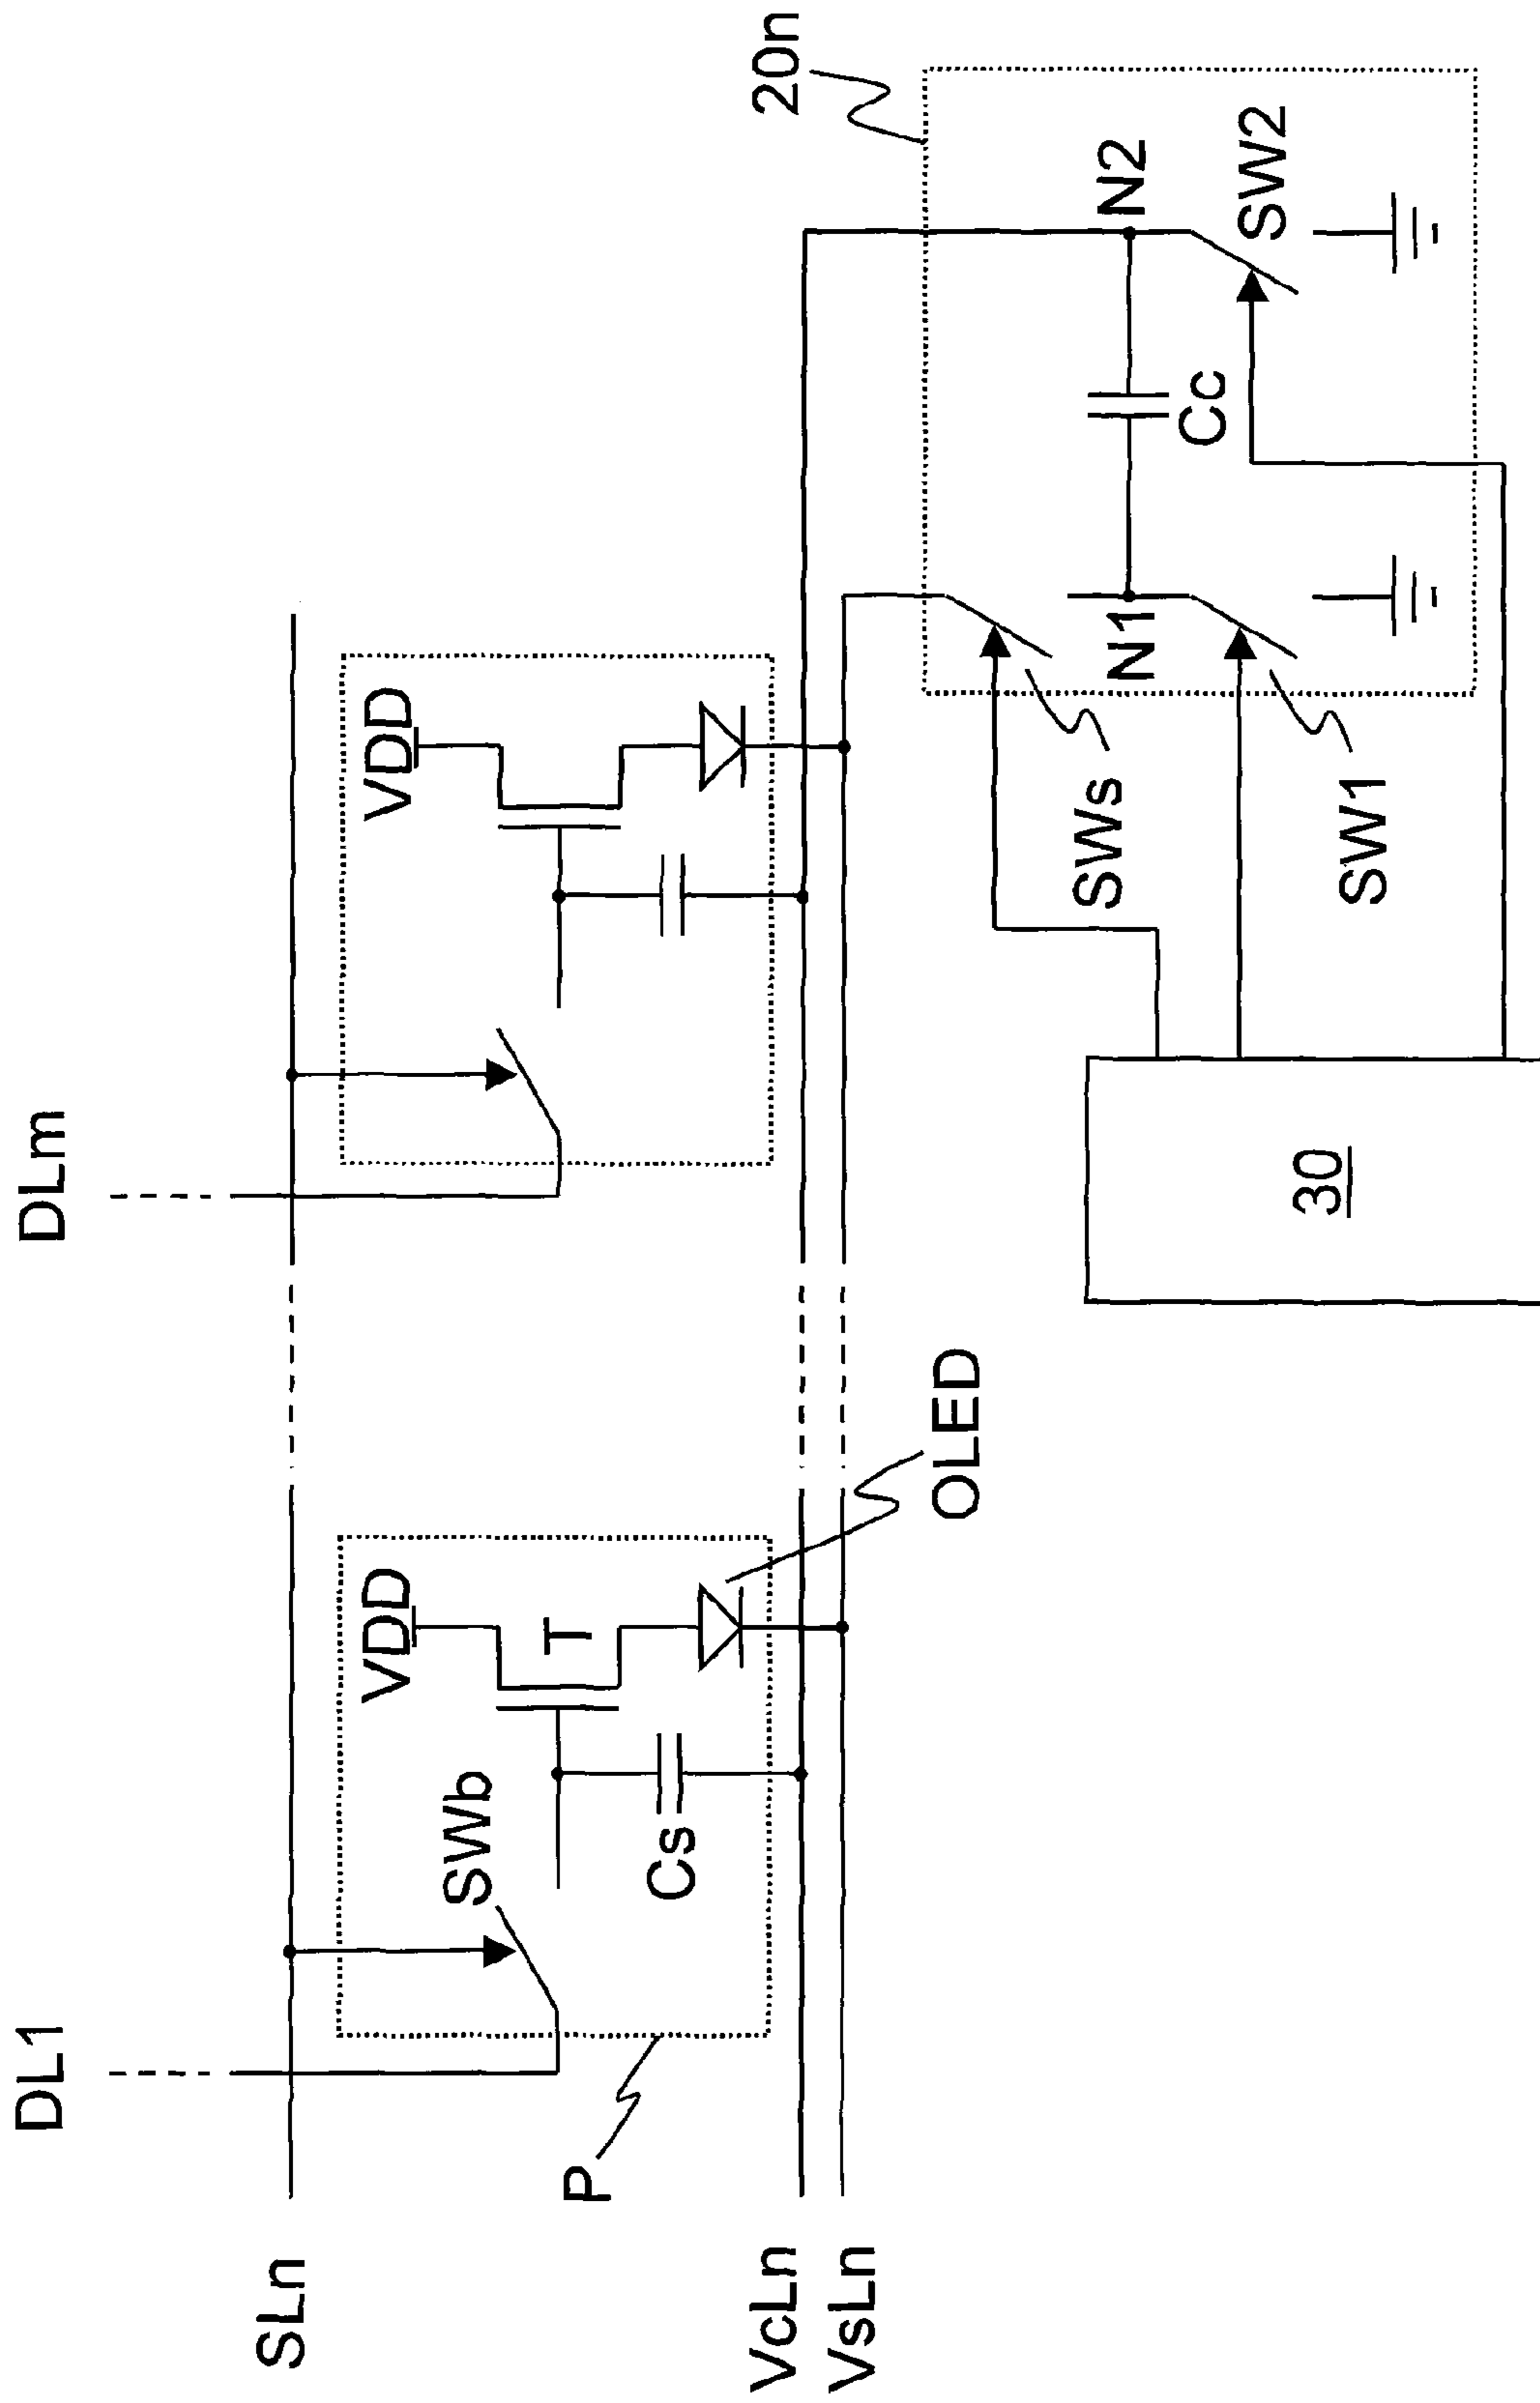 DL1
DLm
SLn
VDD
VDD
SWb
T
Cs
P
VcLn
VsLn
OLED
20n
N2
N1
Cc
SW2
SWs
SW1
30